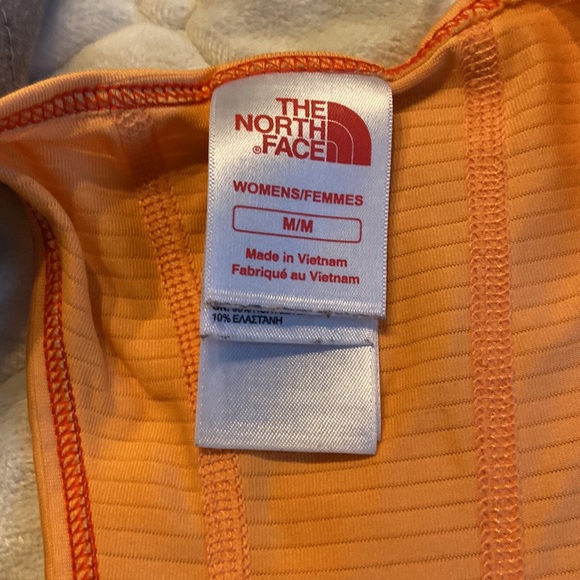 THE
NORTH
FACE®
WOMENS/FEMMES
M/M
Made in Vietnam
Fabriqué au Vietnam
10% ΕΛΑΣΤΑΝΗ